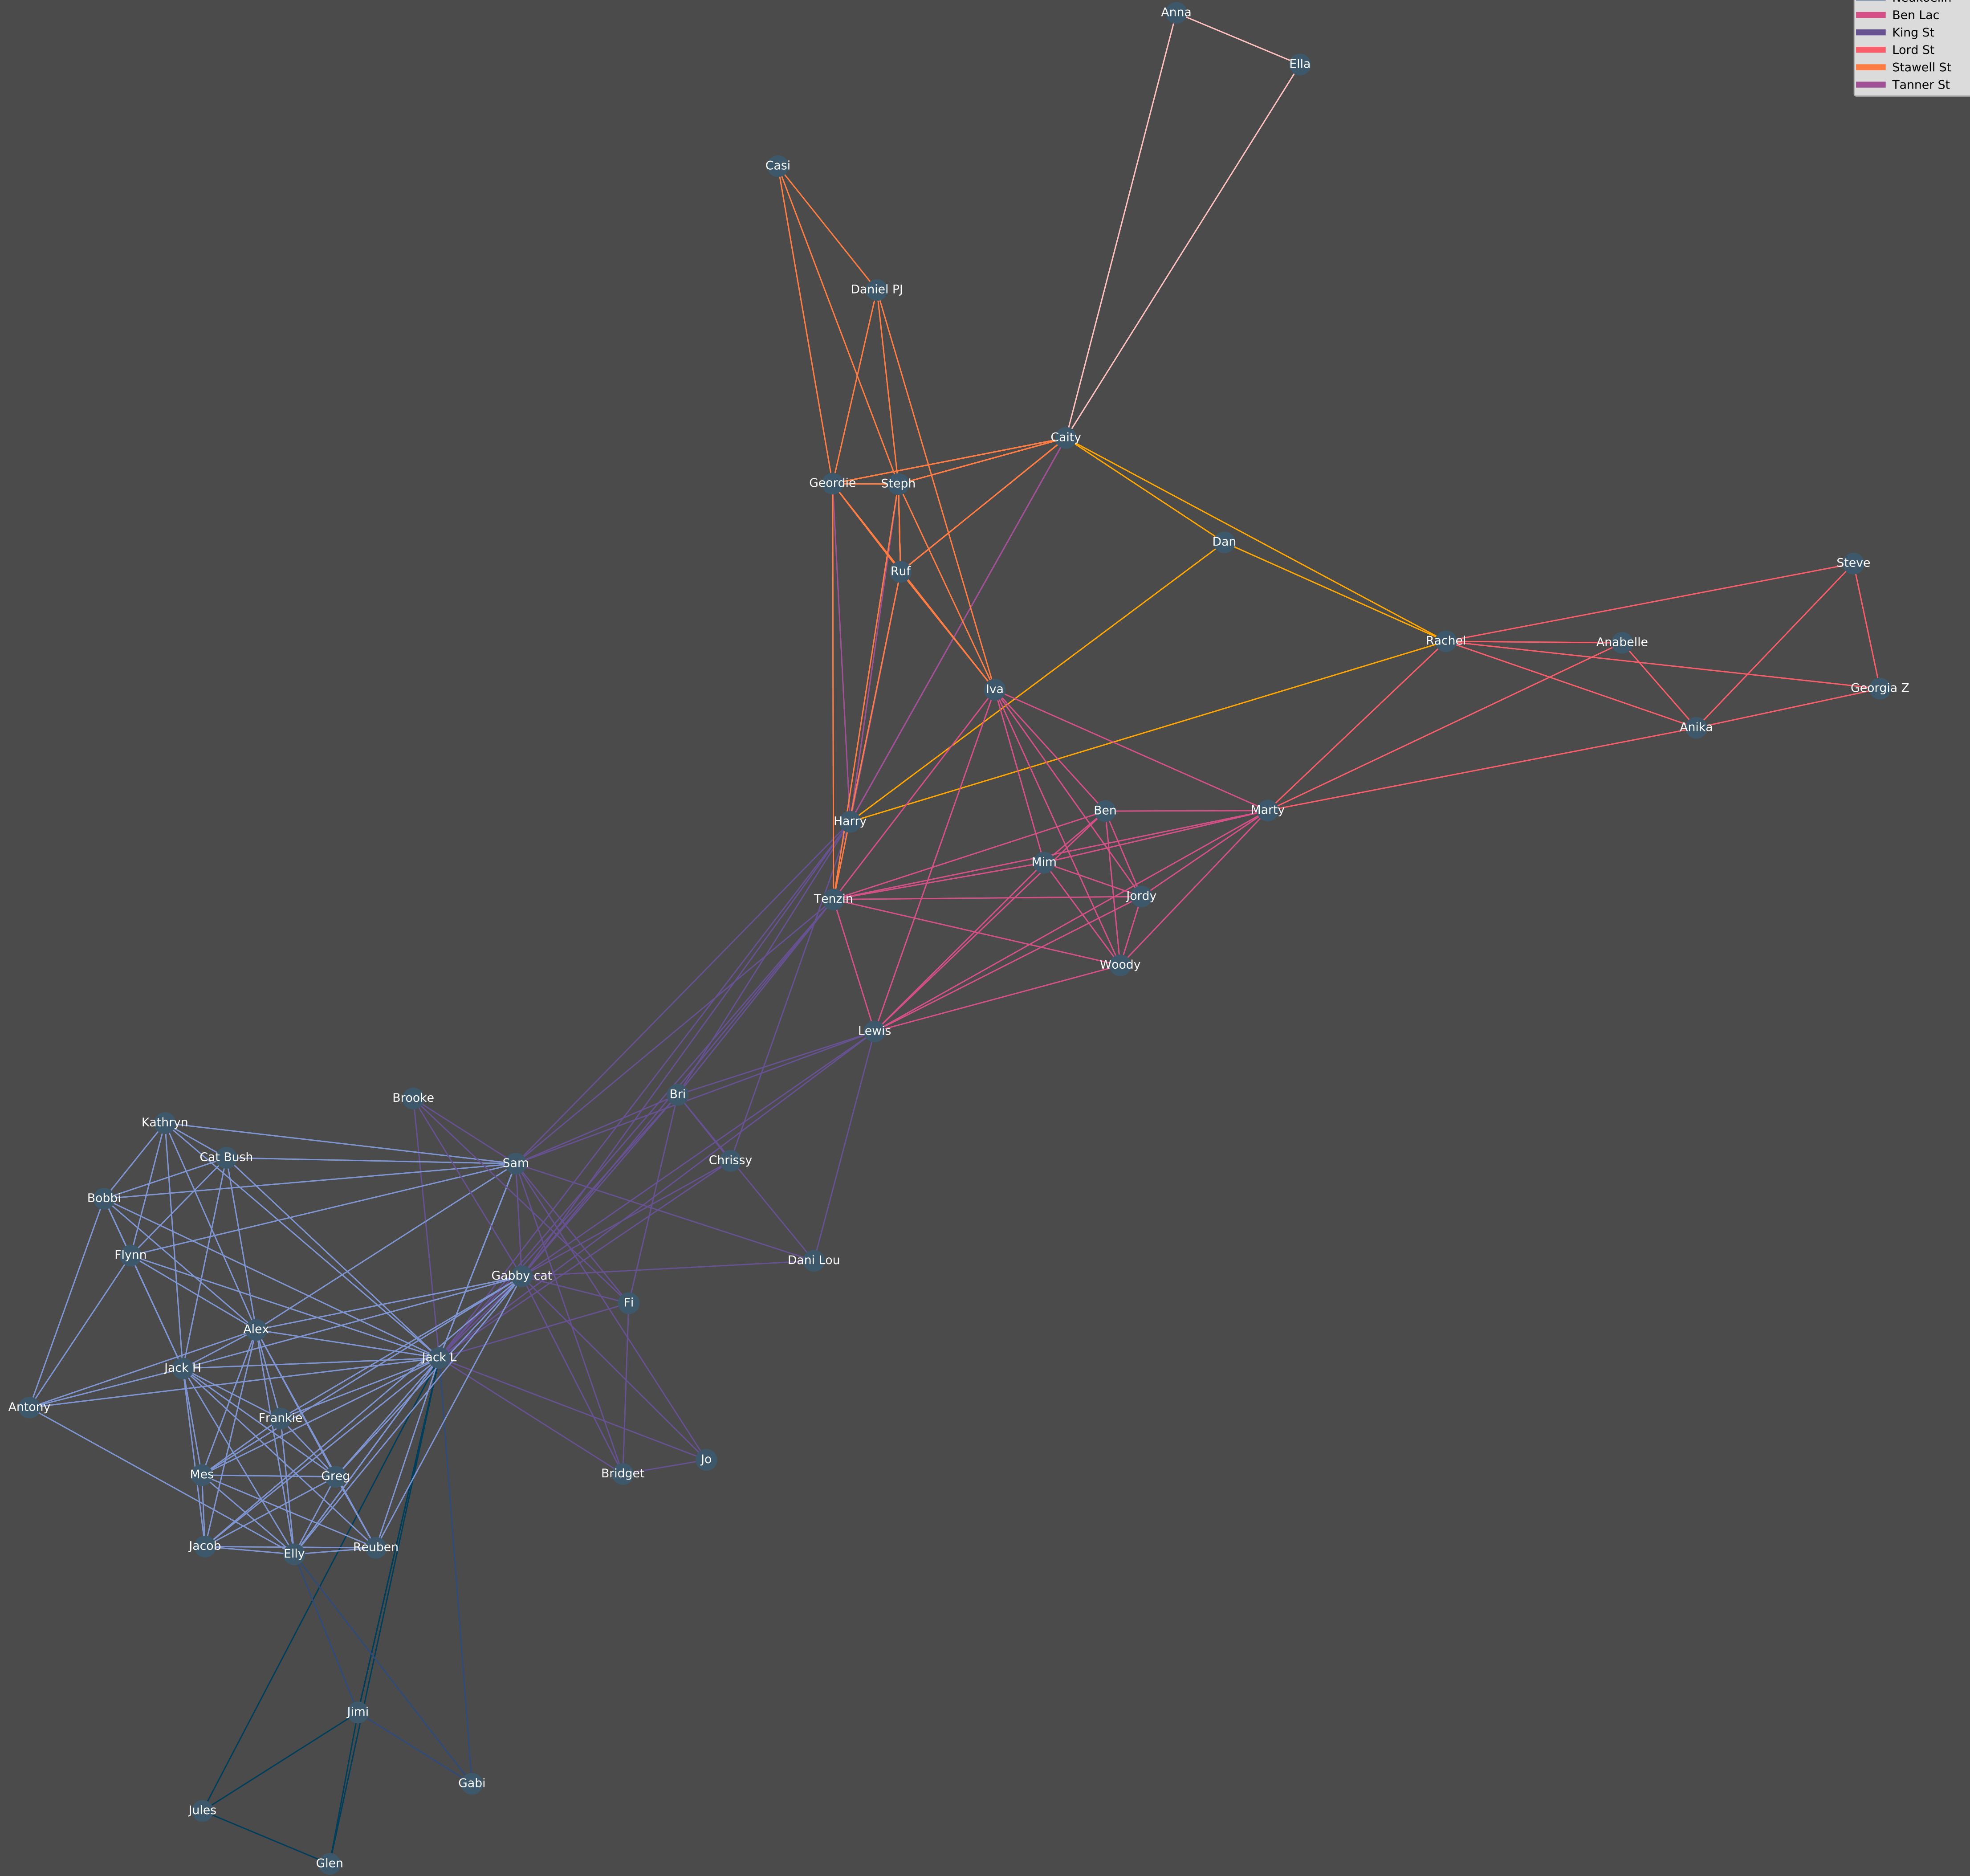 Anna
Ben Lac
King St
Lord St
Stawell St
Tanner St
Ella
Casi
Daniel PJ
Caity
Geordie
Steph
Dan
Ruf
Steve
Rachel
Anabelle
Iva
Georgia Z
Anika
Ben
Marty
Harry
Mim
Jordy
Tenzin
Woody
Lewis
Bri
Brooke
Kathryn
Cat Bush
Sam
Chrissy
Bobbi
Flynn
Dani Lou
Gabby cat
Fi
Alex
Jack L
Jack H
Antony
Frankie
Jo
Bridget
Mes
Greg
Jacob
Reuben
Elly
Jimi
Gabi
Jules
Glen